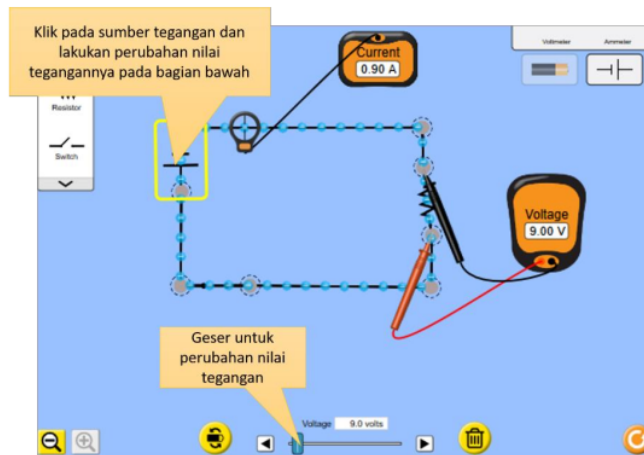 Klik pada sumber tegangan dan
lakukan perubahan nilai
tegangannya pada bagian bawah
Current
0.90 A
Voltmeter
Ammeter
Resistor
Switch
Voltage
9.00 V
Geser untuk
perubahan nilai
tegangan
Voltage 9.0 volts